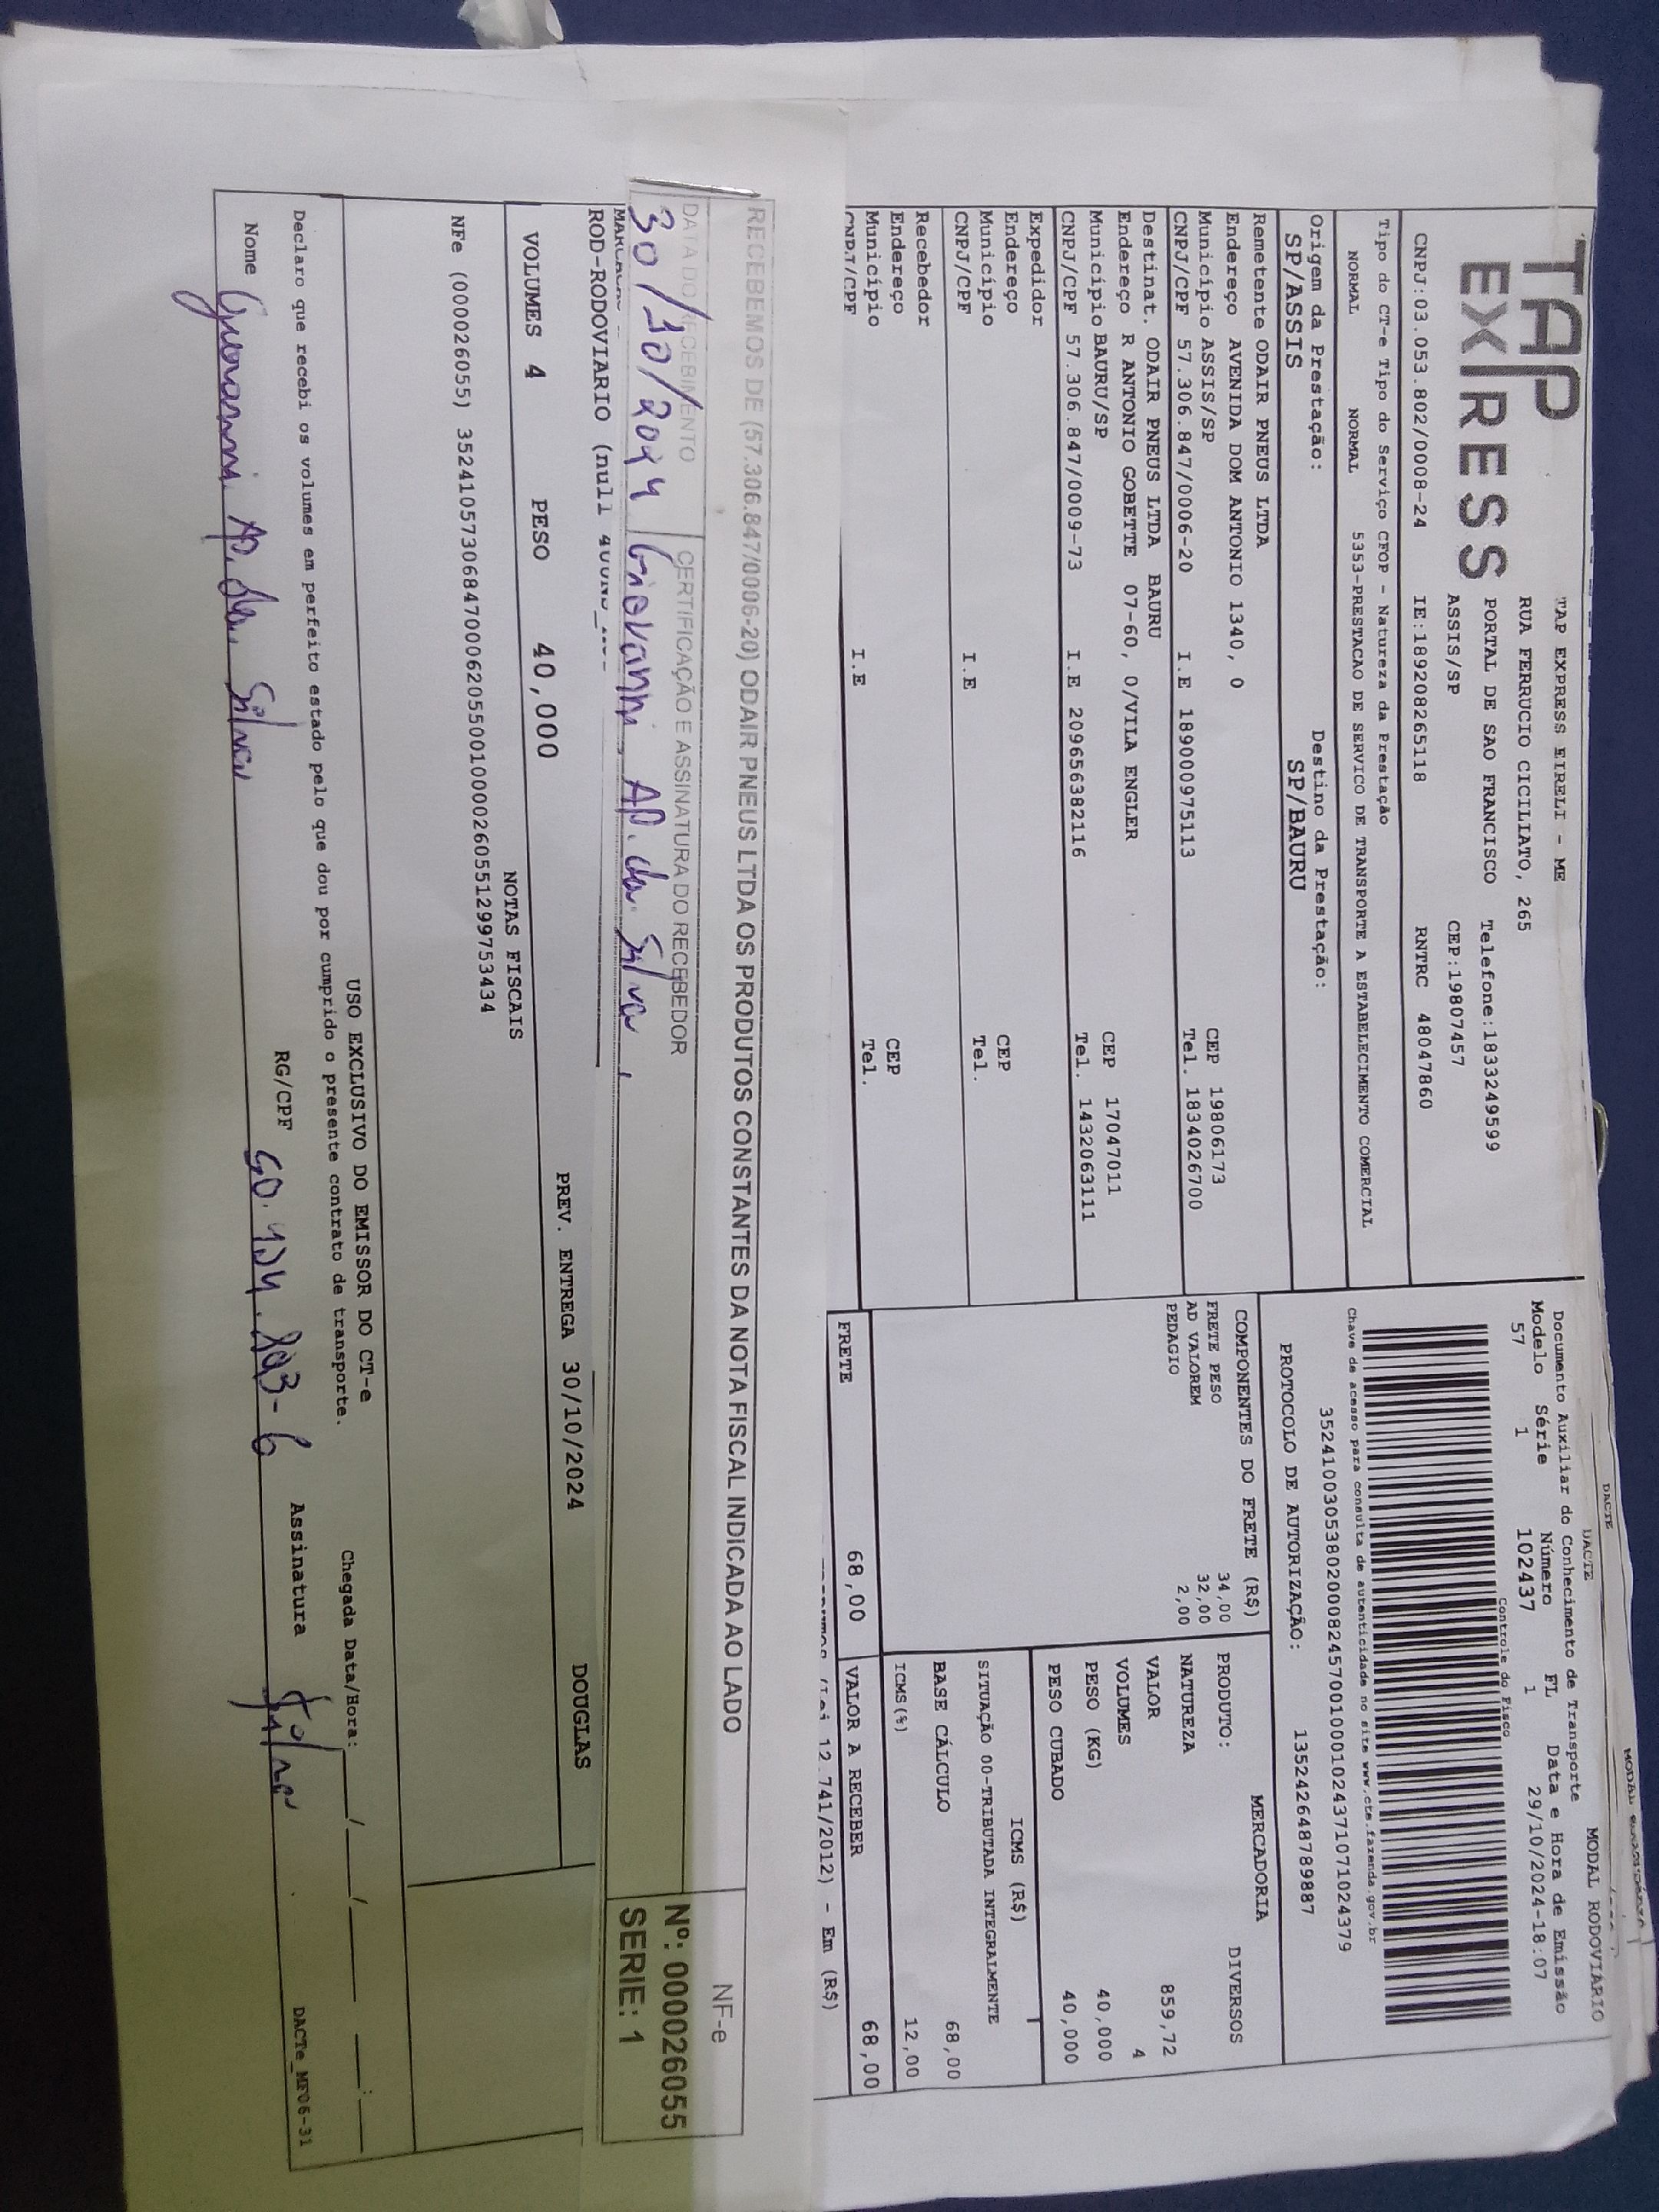 TAP EXPRESS
TAP EXPRESS EIRELI - ME
RUA FERRUCIO CICILIATO, 265
PORTAL DE SAO FRANCISCO Telefone:1833249599
ASSIS/SP CEP:19807457
CNPJ:03.053.802/0008-24 IE:189208265118 RNTRC 48047860
Tipo do CT-e Tipo do Serviço CFOP - Natureza da Prestação
NORMAL NORMAL 5353-PRESTACAO DE SERVICO DE TRANSPORTE A ESTABELECIMENTO COMERCIAL
Origem da Prestação: Destino da Prestação:
SP/ASSIS SP/BAURU
DACTE
DACTE MODAL RODOVIARIO
Documento Auxiliar do Conhecimento de Transporte
Modelo Série Número FL Data e Hora de Emissão
57 1 102437 1 29/10/2024-18:07
Controle do Fisco
Chave de acesso para consulta de autenticidade no site www.cte.fazenda.gov.br
35241003053802000824570010001024371071024379
PROTOCOLO DE AUTORIZAÇÃO: 135242648789887
Remetente ODAIR PNEUS LTDA
Endereço AVENIDA DOM ANTONIO 1340, 0
Município ASSIS/SP CEP 19806173
CNPJ/CPF 57.306.847/0006-20 I.E 189000975113 Tel. 1834026700
Destinat. ODAIR PNEUS LTDA BAURU
Endereço R ANTONIO GOBETTE 07-60, 0/VILA ENGLER
Município BAURU/SP CEP 17047011
CNPJ/CPF 57.306.847/0009-73 I.E 209656382116 Tel. 1432063111
Expedidor
Endereço
Município CEP
CNPJ/CPF I.E Tel.
Recebedor
Endereço
Município CEP
CNPJ/CPF I.E Tel.
COMPONENTES DO FRETE (R$)
FRETE PESO 34,00
AD VALOREM 32,00
PEDAGIO 2,00
FRETE 68,00
MERCADORIA
PRODUTO: DIVERSOS
NATUREZA
VALOR 859,72
VOLUMES 4
PESO (KG) 40,000
PESO CUBADO 40,000
ICMS (R$)
SITUAÇÃO 00-TRIBUTADA INTEGRALMENTE
BASE CÁLCULO 68,00
ICMS(%) 12,00
VALOR A RECEBER 68,00
(Lei 12.741/2012) - Em (R$)
RECEBEMOS DE (57.306.847/0006-20) ODAIR PNEUS LTDA OS PRODUTOS CONSTANTES DA NOTA FISCAL INDICADA AO LADO
DATA DO RECEBIMENTO CERTIFICAÇÃO E ASSINATURA DO RECEBEDOR
30/10/2024 Giovanni Ap. da Silva
NF-e
Nº: 000026055
SERIE: 1
ROD-RODOVIARIO (null
DOUGLAS
VOLUMES 4 PESO 40,000 PREV. ENTREGA 30/10/2024
NOTAS FISCAIS
NFe (000026055) 35241057306847000620550010000260551299753434
USO EXCLUSIVO DO EMISSOR DO CT-e
Declaro que recebi os volumes em perfeito estado pelo que dou por cumprido o presente contrato de transporte. Chegada Data/Hora: ___/___/___ ___:___
Nome Giovanni Ap. da Silva RG/CPF Assinatura Silva
DACTe_MF06-31